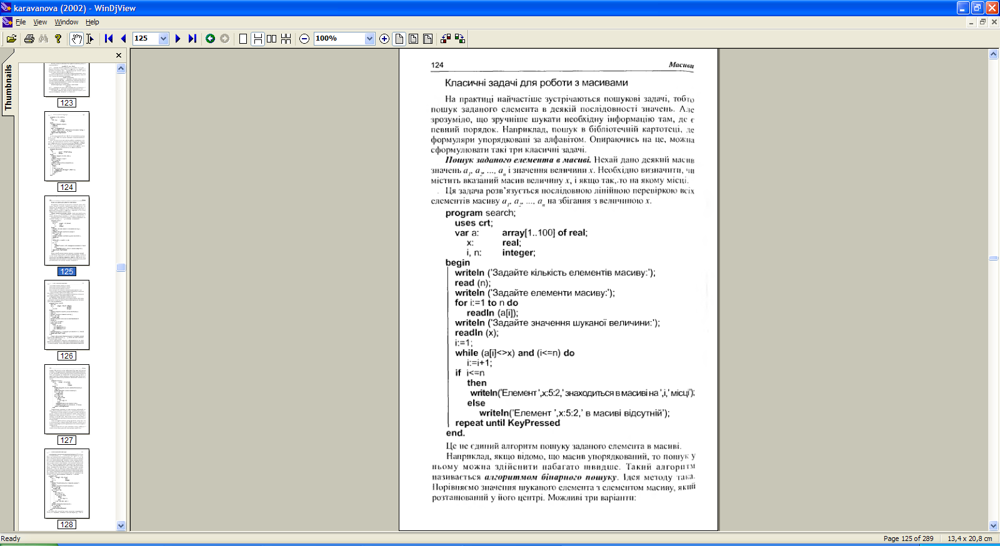 karavanova (2002) - WinDjView
File View Window Help
125
100%
Thumbnails
123
124
125
126
127
128
124 Масиви
Класичні задачі для роботи з масивами
На практиці найчастіше зустрічаються пошукові задачі, тобто
пошук заданого елемента в деякій послідовності значень. Але
зрозуміло, що зручніше шукати необхідну інформацію там, де є
певний порядок. Наприклад, пошук в бібліотечній картотеці, де
формуляри упорядковані за алфавітом. Опираючись на це, можна
сформулювати такі три класичні задачі.
Пошук заданого елемента в масиві. Нехай дано деякий масив
значень a1, a2, ..., an і значення величини x. Необхідно визначити, чи
містить вказаний масив величину x, і якщо так, то на якому місці.
Ця задача розв'язується послідовною лінійною перевіркою всіх
елементів масиву a1, a2, ..., an на збігання з величиною x.
program search;
uses crt;
var a: array[1..100] of real;
x: real;
i, n: integer;
begin
writeln ('Задайте кількість елементів масиву:');
read (n);
writeln ('Задайте елементи масиву:');
for i:=1 to n do
readln (a[i]);
writeln ('Задайте значення шуканої величини:');
readln (x);
i:=1;
while (a[i]<>x) and (i<=n) do
i:=i+1;
if i<=n
then
writeln('Елемент ',x:5:2,' знаходиться в масиві на ',i,' місці');
else
writeln('Елемент ',x:5:2,' в масиві відсутній');
repeat until KeyPressed
end.
Це не єдиний алгоритм пошуку заданого елемента в масиві.
Наприклад, якщо відомо, що масив упорядкований, то пошук у
ньому можна здійснити набагато швидше. Такий алгоритм
називається алгоритмом бінарного пошуку. Ідея методу така.
Порівняємо значення шуканого елемента з елементом масиву, який
розташований у його центрі. Можливі три варіанти:
Ready
Page 125 of 289 13,4 x 20,8 cm